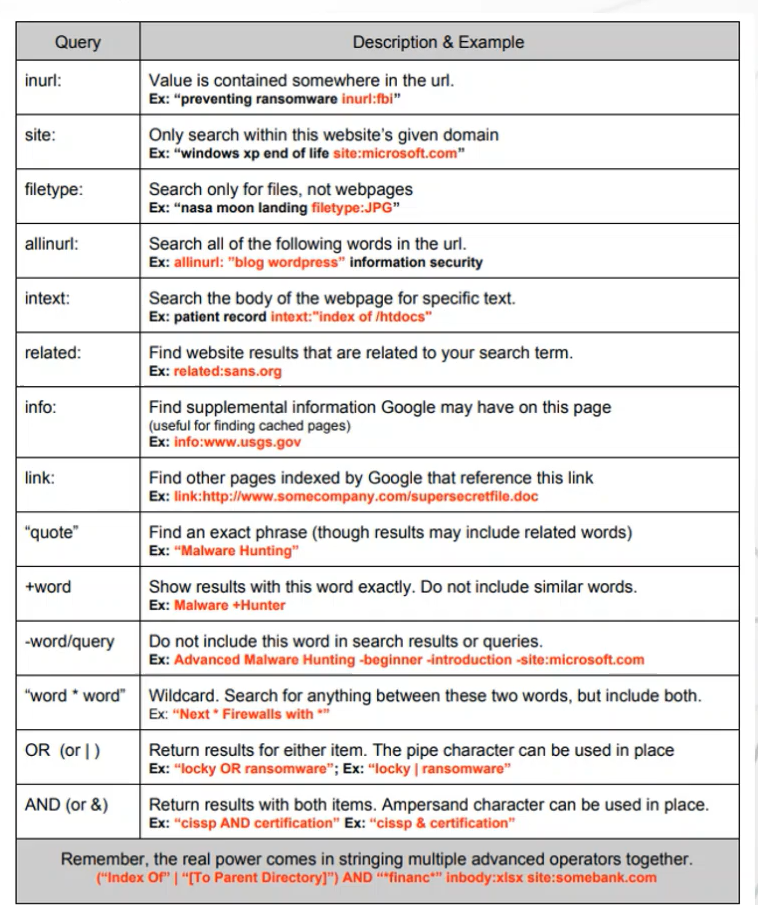 Query Description & Example
inurl: Value is contained somewhere in the url.
Ex: “preventing ransomware inurl:fbi”
site: Only search within this website’s given domain
Ex: “windows xp end of life site:microsoft.com”
filetype: Search only for files, not webpages
Ex: “nasa moon landing filetype:JPG”
allinurl: Search all of the following words in the url.
Ex: allinurl: "blog wordpress” information security
intext: Search the body of the webpage for specific text.
Ex: patient record intext:"index of /htdocs"
related: Find website results that are related to your search term.
Ex: related:sans.org
info: Find supplemental information Google may have on this page
(useful for finding cached pages)
Ex: info:www.usgs.gov
link: Find other pages indexed by Google that reference this link
Ex: link:http://www.somecompany.com/supersecretfile.doc
“quote” Find an exact phrase (though results may include related words)
Ex: “Malware Hunting”
+word Show results with this word exactly. Do not include similar words.
Ex: Malware +Hunter
-word/query Do not include this word in search results or queries.
Ex: Advanced Malware Hunting -beginner -introduction -site:microsoft.com
“word * word” Wildcard. Search for anything between these two words, but include both.
Ex: “Next * Firewalls with *”
OR (or | ) Return results for either item. The pipe character can be used in place
Ex: “locky OR ransomware”; Ex: “locky | ransomware”
AND (or &) Return results with both items. Ampersand character can be used in place.
Ex: “cissp AND certification” Ex: “cissp & certification”
Remember, the real power comes in stringing multiple advanced operators together.
(“Index Of” | “[To Parent Directory]”) AND “*financ*” inbody:xlsx site:somebank.com